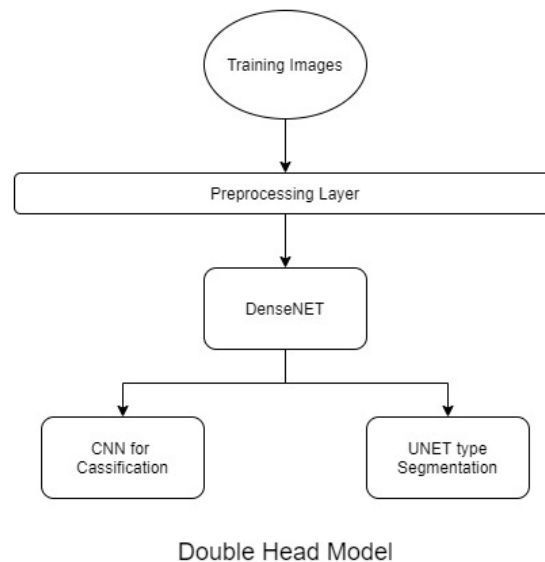 Training Images
Preprocessing Layer
DenseNET
CNN for
Cassification
UNET type
Segmentation
Double Head Model